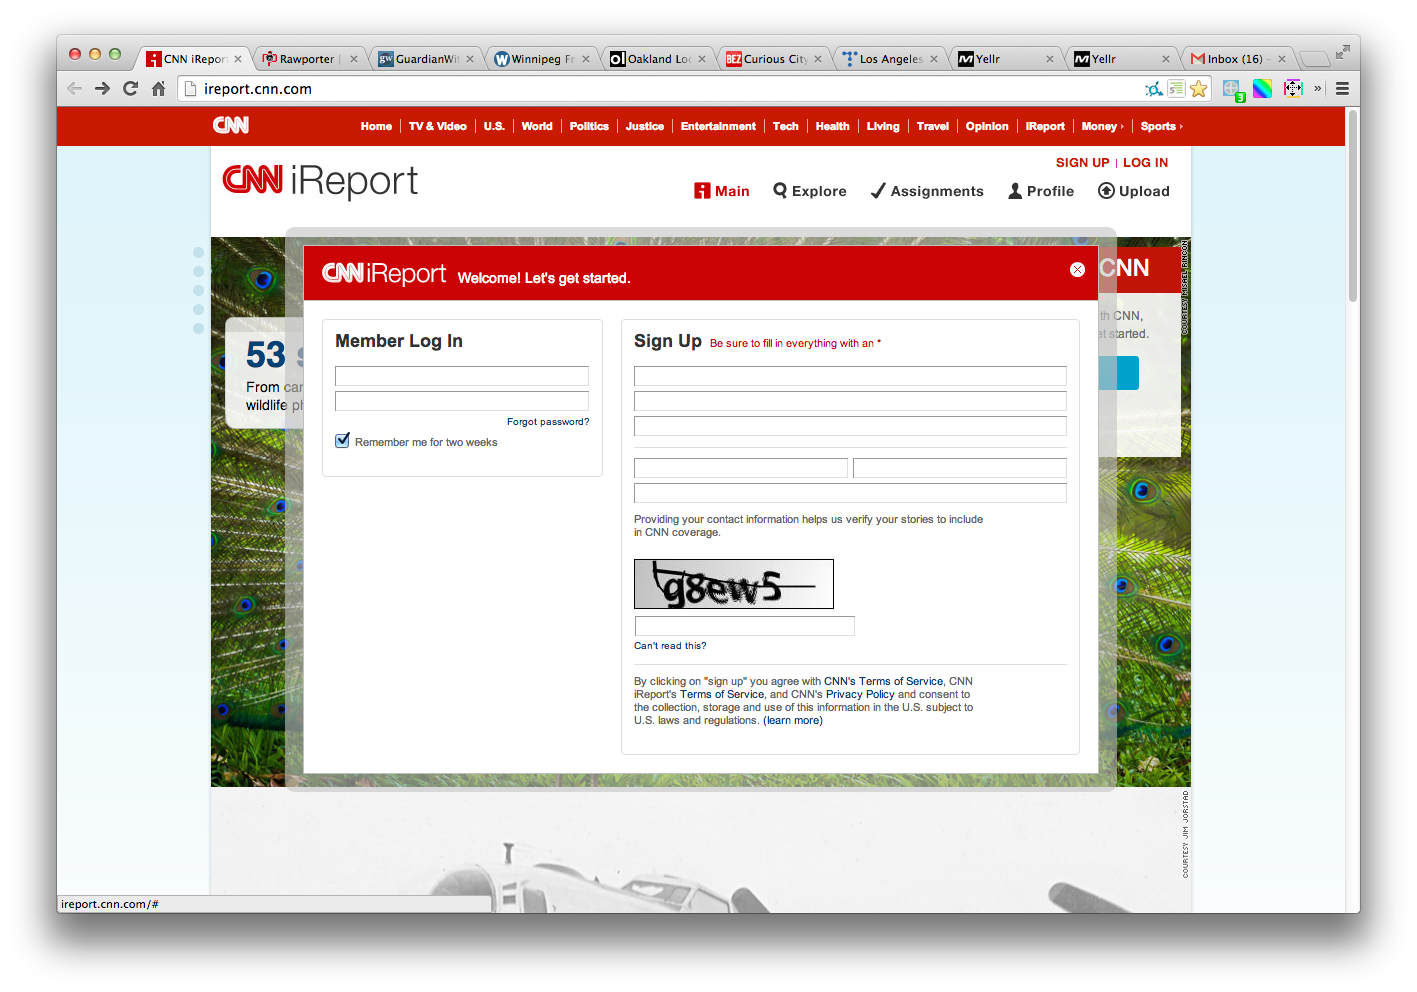 CNN iReport
Rawporter
GuardianWit
Winnipeg Fr
Oakland Loc
Curious City
Los Angeles
Yellr
Yellr
Inbox (16)
ireport.cnn.com
3
CNN
Home
TV & Video
U.S.
World
Politics
Justice
Entertainment
Tech
Health
Living
Travel
Opinion
iReport
Money
Sports
SIGN UP | LOG IN
CNN iReport
Main
Explore
Assignments
Profile
Upload
CNN
th CNN,
et started.
COURTESY MISAEL RINCON
53
From car
wildlife ph
CNN iReport Welcome! Let's get started.
Member Log In
Forgot password?
Remember me for two weeks
Sign Up Be sure to fill in everything with an *
Providing your contact information helps us verify your stories to include
in CNN coverage.
g8ew5
Can't read this?
By clicking on "sign up" you agree with CNN's Terms of Service, CNN
iReport's Terms of Service, and CNN's Privacy Policy and consent to
the collection, storage and use of this information in the U.S. subject to
U.S. laws and regulations. (learn more)
COURTESY JIM JORSTAD
ireport.cnn.com/#